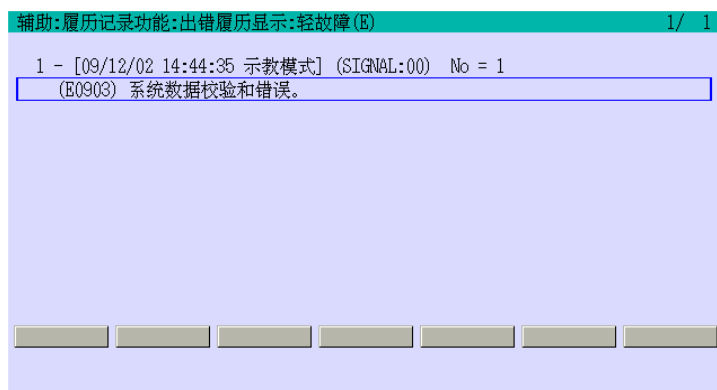 辅助:履历记录功能:出错履历显示:轻故障(E) 1/ 1
1 - [09/12/02 14:44:35 示教模式] (SIGNAL:00) No = 1
(E0903) 系统数据校验和错误。